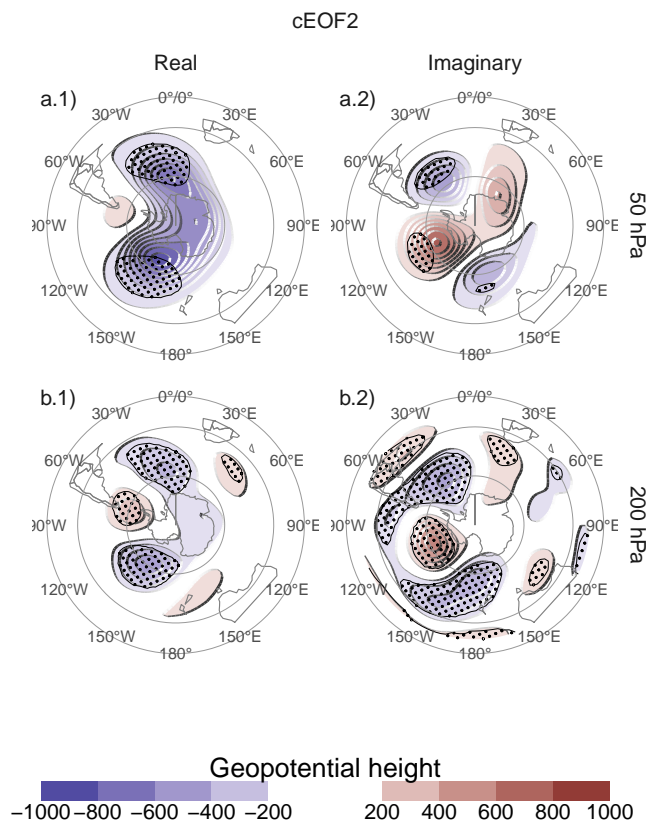 cEOF2
Real Imaginary
a.1) a.2)
0°/0° 0°/0°
30°W 30°E 30°W 30°E
60°W 60°E 60°W 60°E
90°W 90°E 90°W 90°E
120°W 120°E 120°W 120°E
150°W 150°E 150°W 150°E
180° 180°
50 hPa
b.1) b.2)
0°/0° 0°/0°
30°W 30°E 30°W 30°E
60°W 60°E 60°W 60°E
90°W 90°E 90°W 90°E
120°W 120°E 120°W 120°E
150°W 150°E 150°W 150°E
180° 180°
200 hPa
Geopotential height
−1000 −800 −600 −400 −200 200 400 600 800 1000